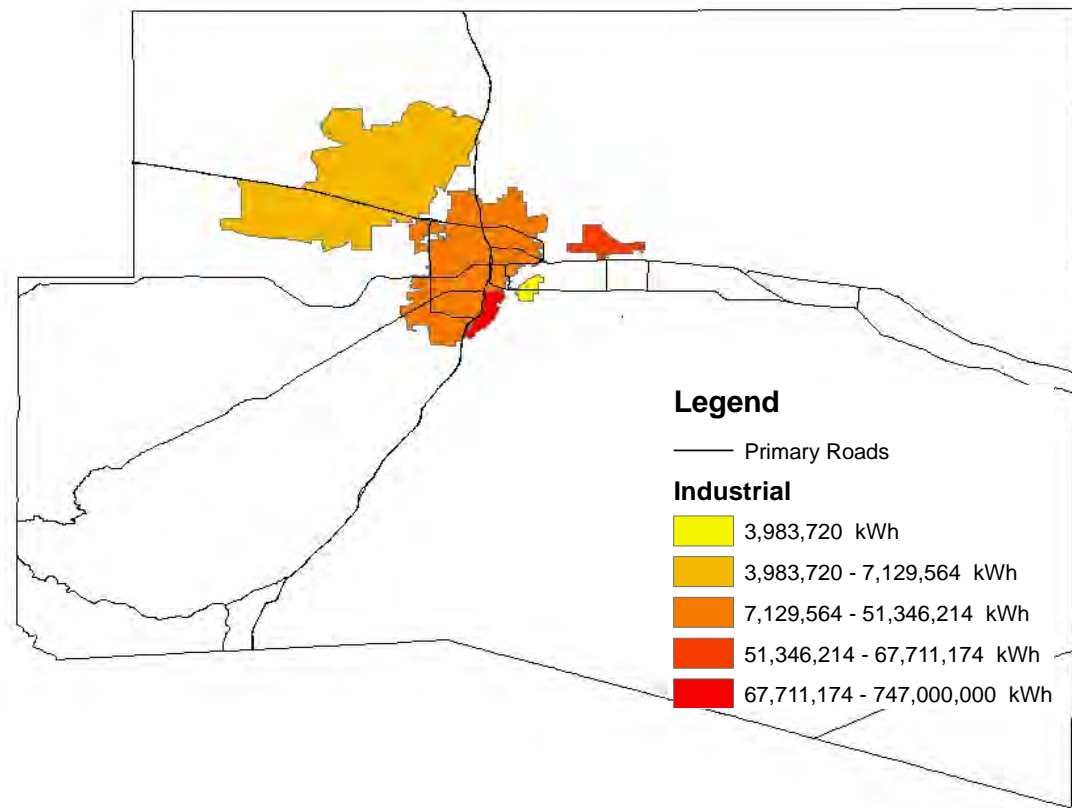 Legend
Primary Roads
Industrial
3,983,720 kWh
3,983,720 - 7,129,564 kWh
7,129,564 - 51,346,214 kWh
51,346,214 - 67,711,174 kWh
67,711,174 - 747,000,000 kWh